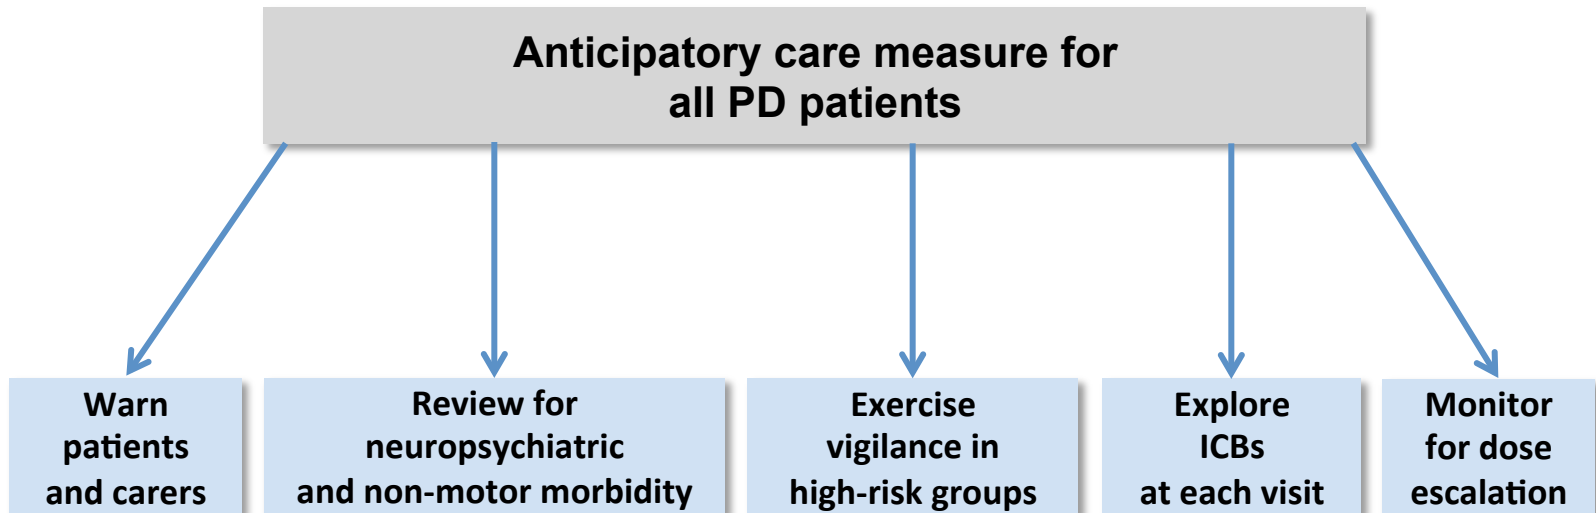 Anticipatory care measure for
all PD patients
Warn
patients
and carers
Review for
neuropsychiatric
and non-motor morbidity
Exercise
vigilance in
high-risk groups
Explore
ICBs
at each visit
Monitor
for dose
escalation